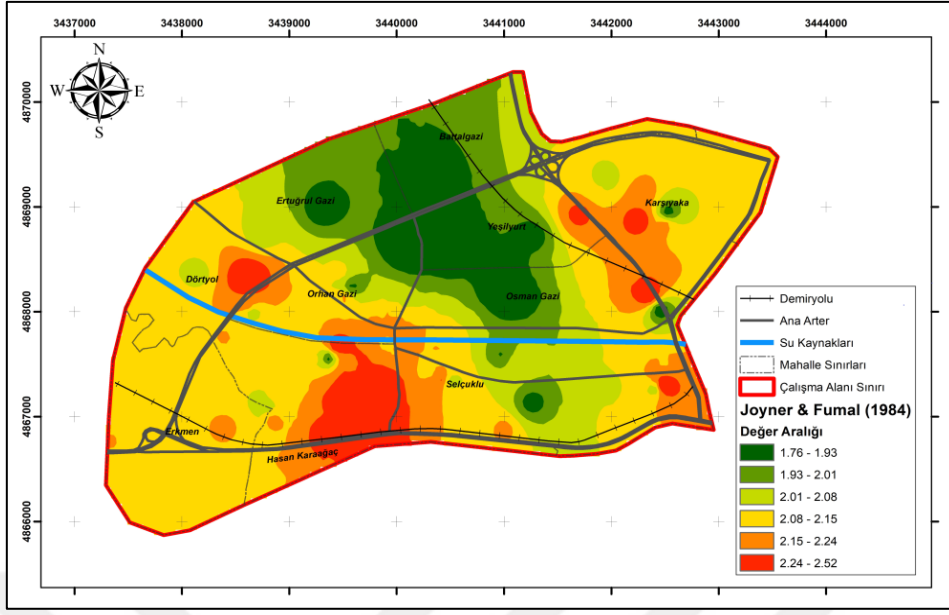 3437000 3438000 3439000 3440000 3441000 3442000 3443000 3444000
4870000
4869000
4868000
4867000
4866000
N
W E
S
Battalgazi
Ertuğrul Gazi
Karşıyaka
Yeşilyurt
Dörtyol
Orhan Gazi
Osman Gazi
Selçuklu
Erkmen
Hasan Karaağaç
Demiryolu
Ana Arter
Su Kaynakları
Mahalle Sınırları
Çalışma Alanı Sınırı
Joyner & Fumal (1984)
Değer Aralığı
1.76 - 1.93
1.93 - 2.01
2.01 - 2.08
2.08 - 2.15
2.15 - 2.24
2.24 - 2.52